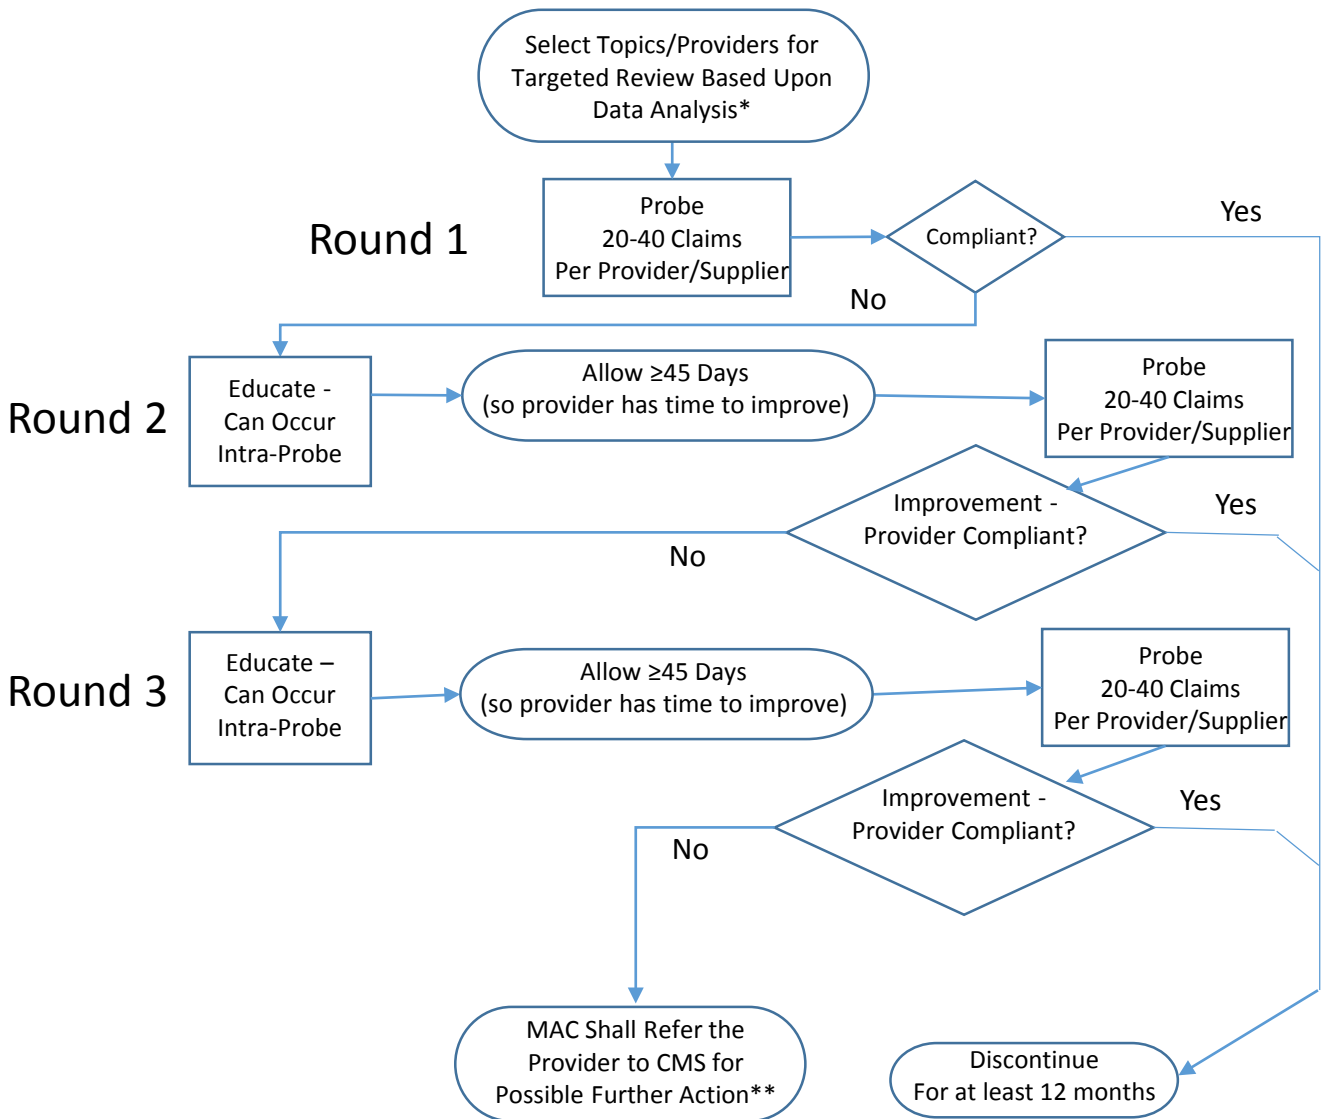 Select Topics/Providers for
Targeted Review Based Upon
Data Analysis*
Round 1
Probe
20-40 Claims
Per Provider/Supplier
Compliant?
Yes
No
Round 2
Educate -
Can Occur
Intra-Probe
Allow ≥45 Days
(so provider has time to improve)
Probe
20-40 Claims
Per Provider/Supplier
Improvement -
Provider Compliant?
Yes
No
Round 3
Educate –
Can Occur
Intra-Probe
Allow ≥45 Days
(so provider has time to improve)
Probe
20-40 Claims
Per Provider/Supplier
Improvement -
Provider Compliant?
Yes
No
MAC Shall Refer the
Provider to CMS for
Possible Further Action**
Discontinue
For at least 12 months